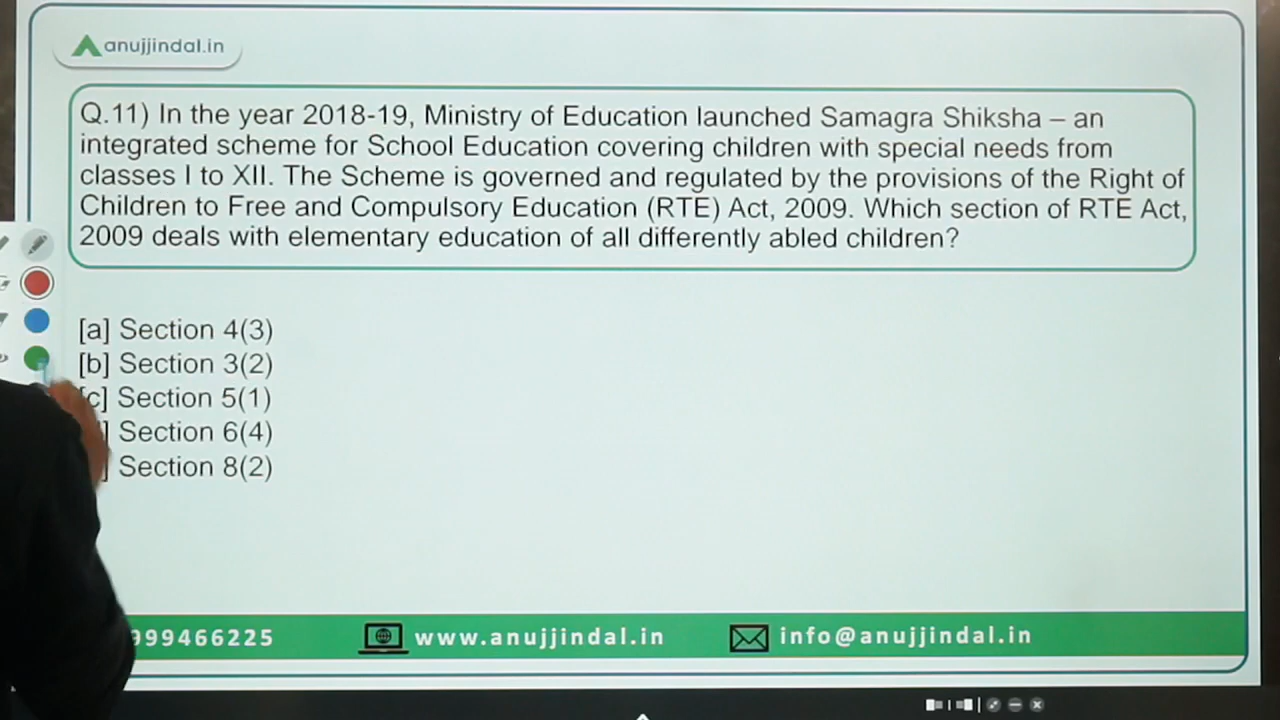 anujjindal.in
Q.11) In the year 2018-19, Ministry of Education launched Samagra Shiksha – an
integrated scheme for School Education covering children with special needs from
classes I to XII. The Scheme is governed and regulated by the provisions of the Right of
Children to Free and Compulsory Education (RTE) Act, 2009. Which section of RTE Act,
2009 deals with elementary education of all differently abled children?
[a] Section 4(3)
[b] Section 3(2)
c] Section 5(1)
] Section 6(4)
] Section 8(2)
999466225 www.anujjindal.in info@anujjindal.in